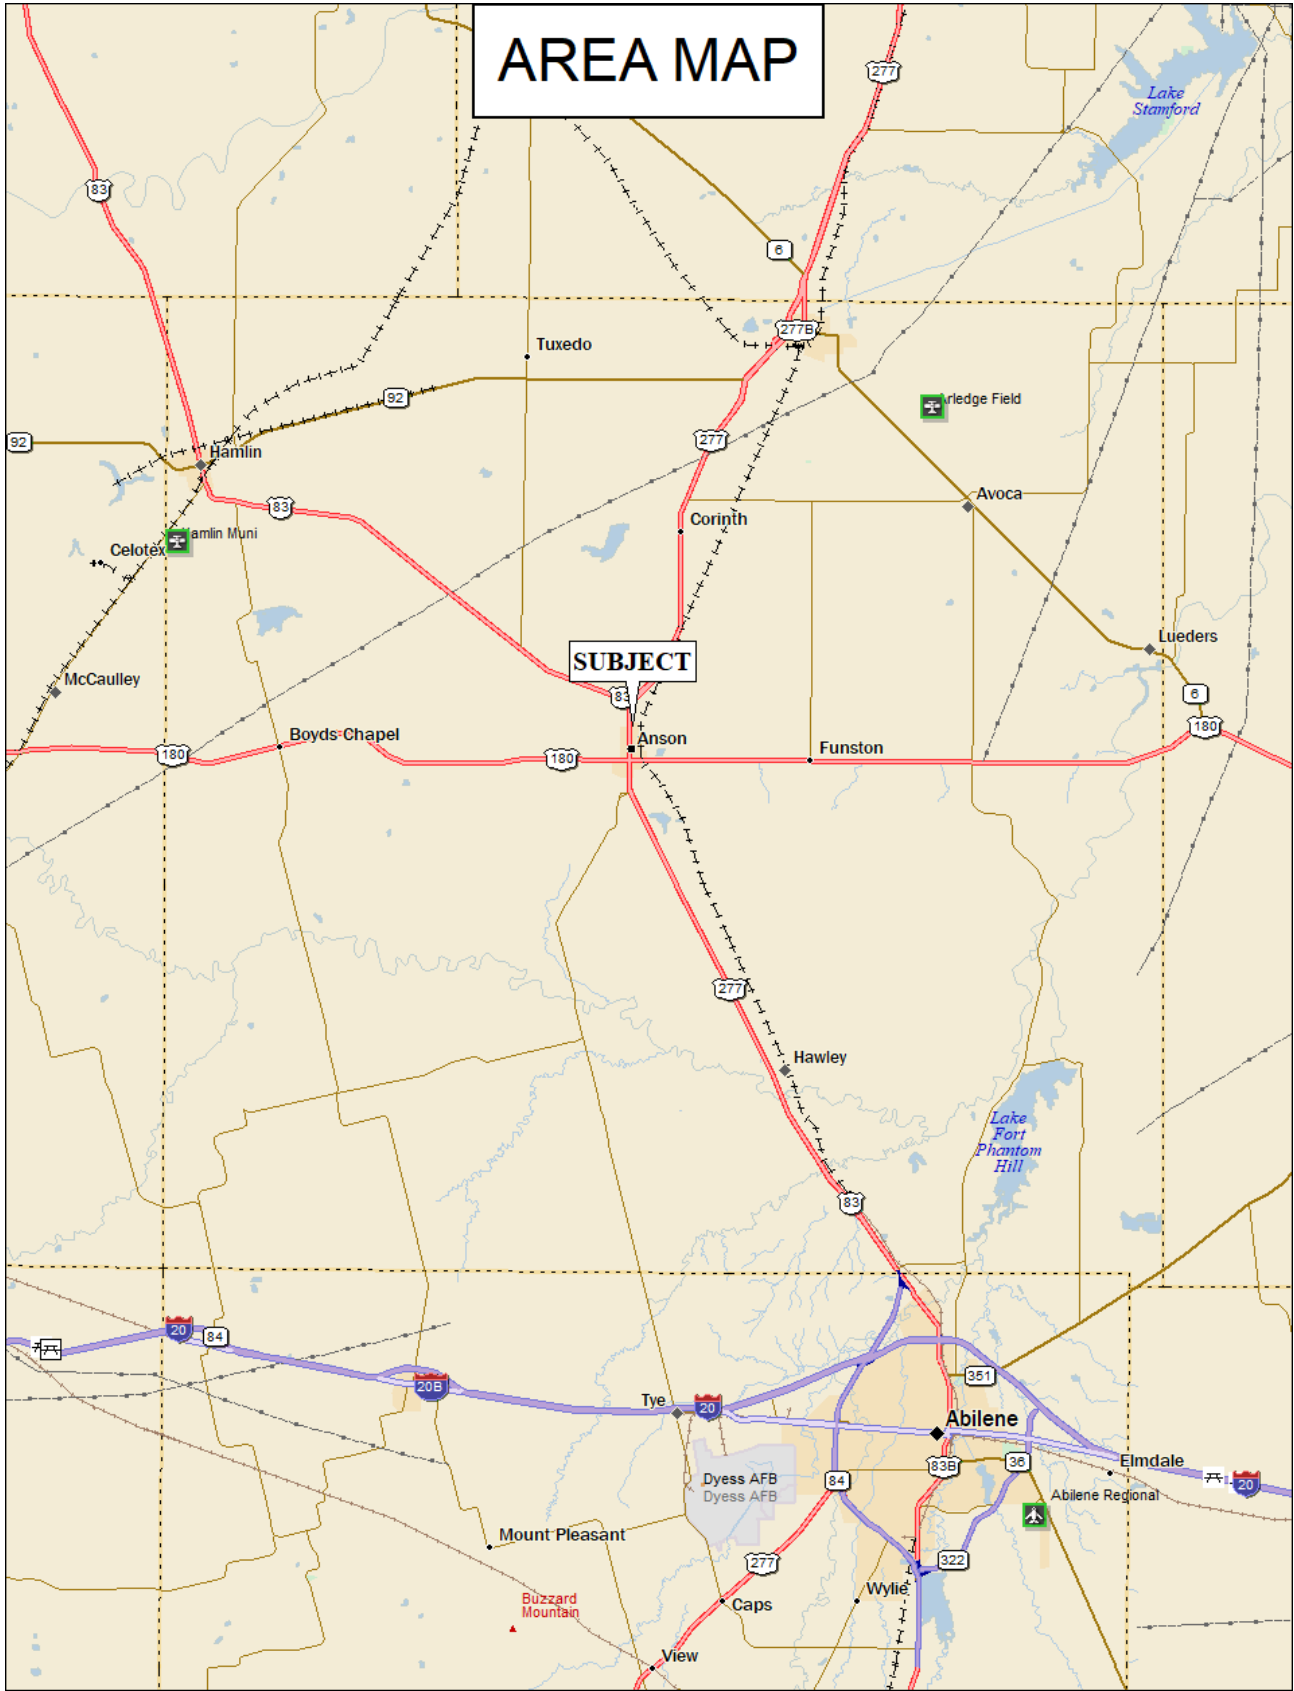 AREA MAP
277
Lake
Stamford
83
6
277B
Tuxedo
92
rledge Field
277
92
Hamlin
Avoca
83
Corinth
amlin Muni
Celotex
Lueders
SUBJECT
McCaulley
83
6
180
Boyds Chapel
Anson
Funston
180
180
277
Hawley
Lake
Fort
Phantom
Hill
83
20
84
351
20B
Tye
20
Abilene
36
Elmdale
83B
Dyess AFB
Dyess AFB
84
20
Abilene Regional
Mount Pleasant
277
322
Wylie
Buzzard
Mountain
Caps
View